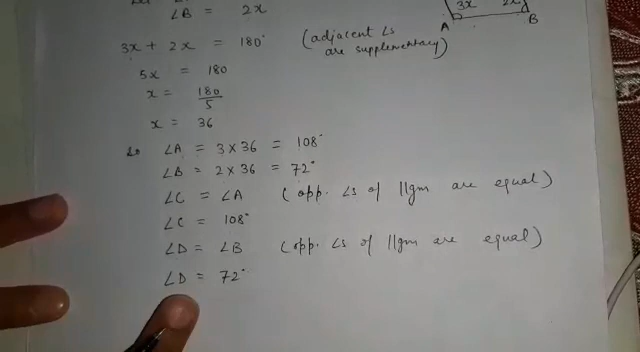 ∠B = 2x
3x 2x
A B
3x + 2x = 180° (adjacent ∠s are supplementary)
5x = 180
x = 180/5
x = 36
∠A = 3 × 36 = 108°
∠B = 2 × 36 = 72°
∠C = ∠A (opp. ∠s of ||gm are equal)
∠C = 108°
∠D = ∠B (opp. ∠s of ||gm are equal)
∠D = 72°